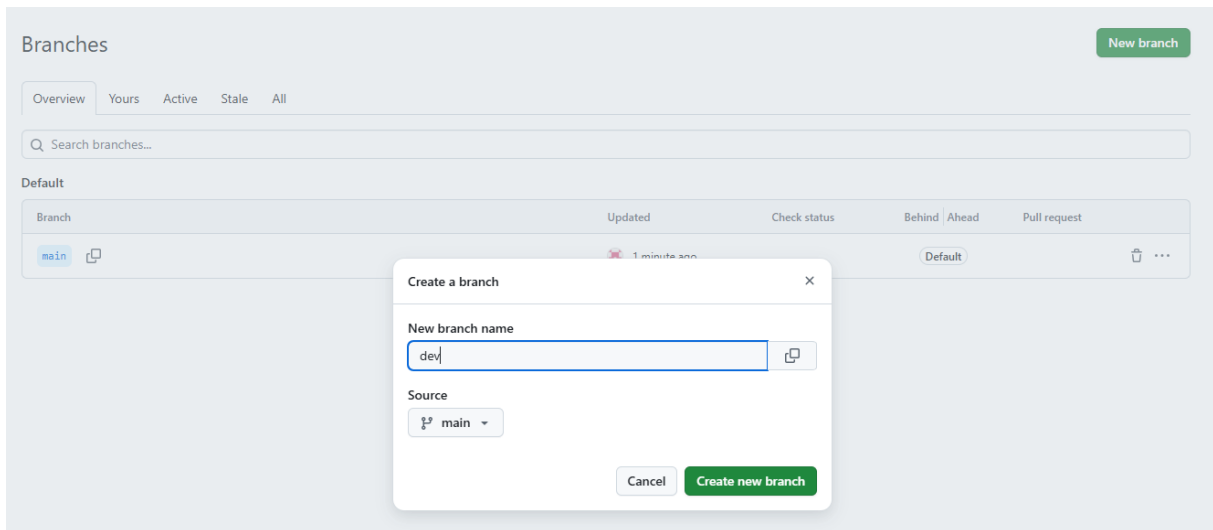 Branches
New branch
Overview Yours Active Stale All
Search branches...
Default
Branch Updated Check status Behind Ahead Pull request
main 1 minute ago Default
Create a branch
New branch name
dev
Source
main
Cancel Create new branch